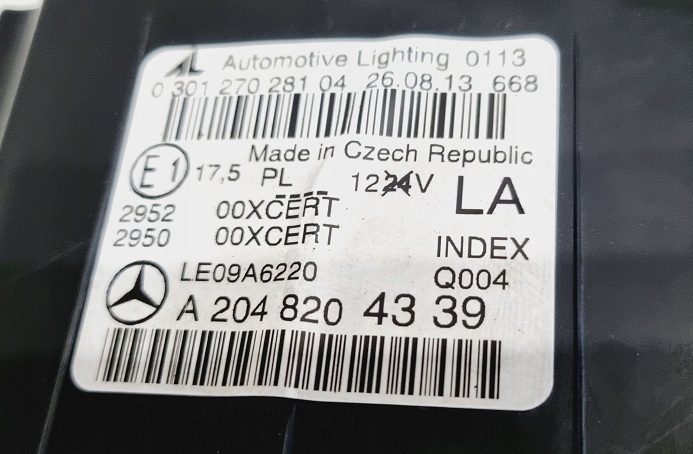 AL Automotive Lighting 0113
0 301 270 281 04 26.08.13 668
Made in Czech Republic
E1 17,5 PL 1224V LA
2952 00XCERT
2950 00XCERT INDEX
LE09A6220 Q004
A 204 820 43 39